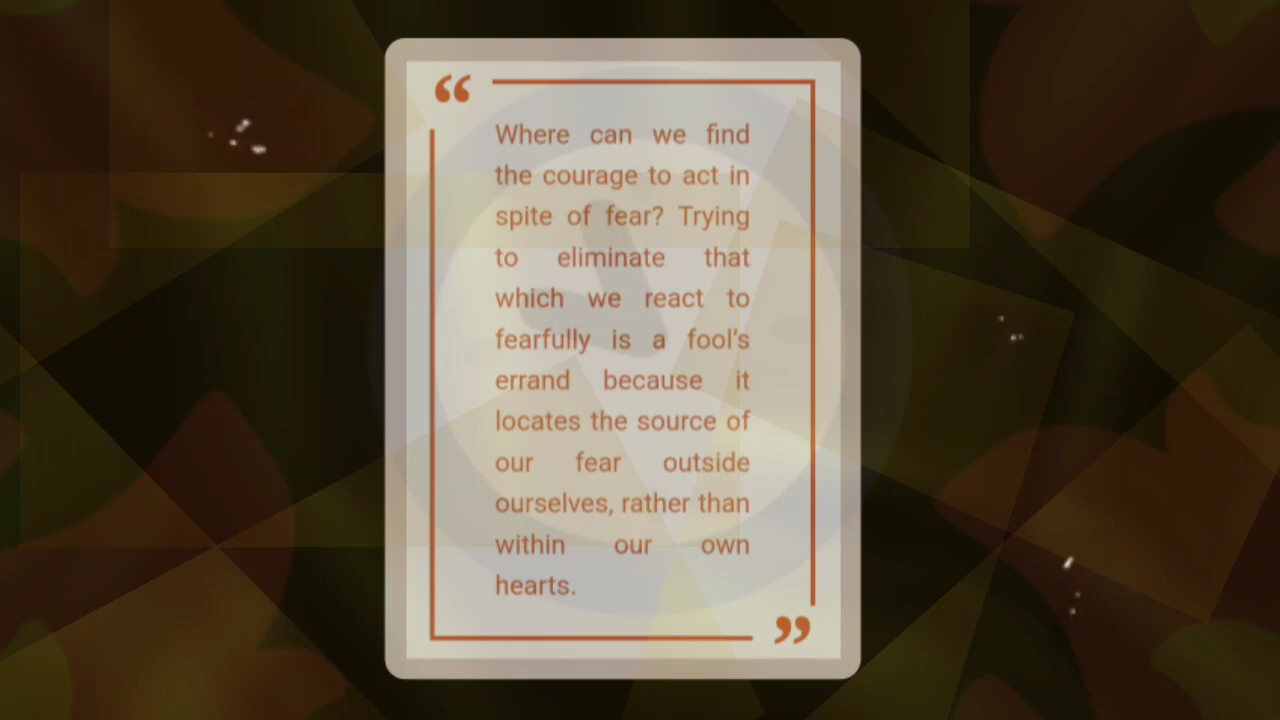 “
Where can we find
the courage to act in
spite of fear? Trying
to eliminate that
which we react to
fearfully is a fool’s
errand because it
locates the source of
our fear outside
ourselves, rather than
within our own
hearts.
”